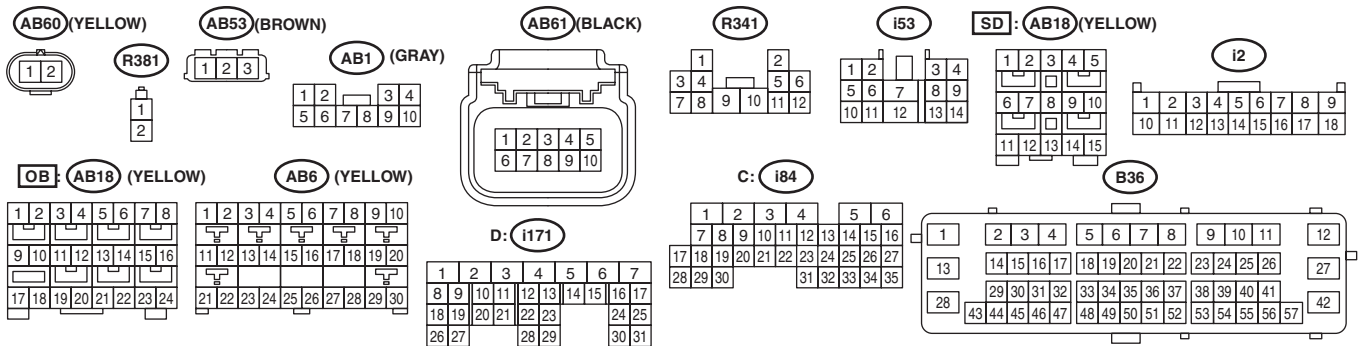 AB60 (YELLOW)
1 2
R381
1
2
AB53 (BROWN)
1 2 3
AB1 (GRAY)
1 2 3 4
5 6 7 8 9 10
AB61 (BLACK)
1 2 3 4 5
6 7 8 9 10
R341
1 2
3 4 5 6
7 8 9 10 11 12
i53
1 2 3 4
5 6 7 8 9
10 11 12 13 14
SD : AB18 (YELLOW)
1 2 3 4 5
6 7 8 9 10
11 12 13 14 15
i2
1 2 3 4 5 6 7 8 9
10 11 12 13 14 15 16 17 18
OB : AB18 (YELLOW)
1 2 3 4 5 6 7 8
9 10 11 12 13 14 15 16
17 18 19 20 21 22 23 24
AB6 (YELLOW)
1 2 3 4 5 6 7 8 9 10
11 12 13 14 15 16 17 18 19 20
21 22 23 24 25 26 27 28 29 30
D: i171
1 2 3 4 5 6 7
8 9 10 11 12 13 14 15 16 17
18 19 20 21 22 23 24 25
26 27 28 29 30 31
C: i84
1 2 3 4 5 6
7 8 9 10 11 12 13 14 15 16
17 18 19 20 21 22 23 24 25 26 27
28 29 30 31 32 33 34 35
B36
1 2 3 4 5 6 7 8 9 10 11 12
13 14 15 16 17 18 19 20 21 22 23 24 25 26 27
28 29 30 31 32 33 34 35 36 37 38 39 40 41 42
43 44 45 46 47 48 49 50 51 52 53 54 55 56 57